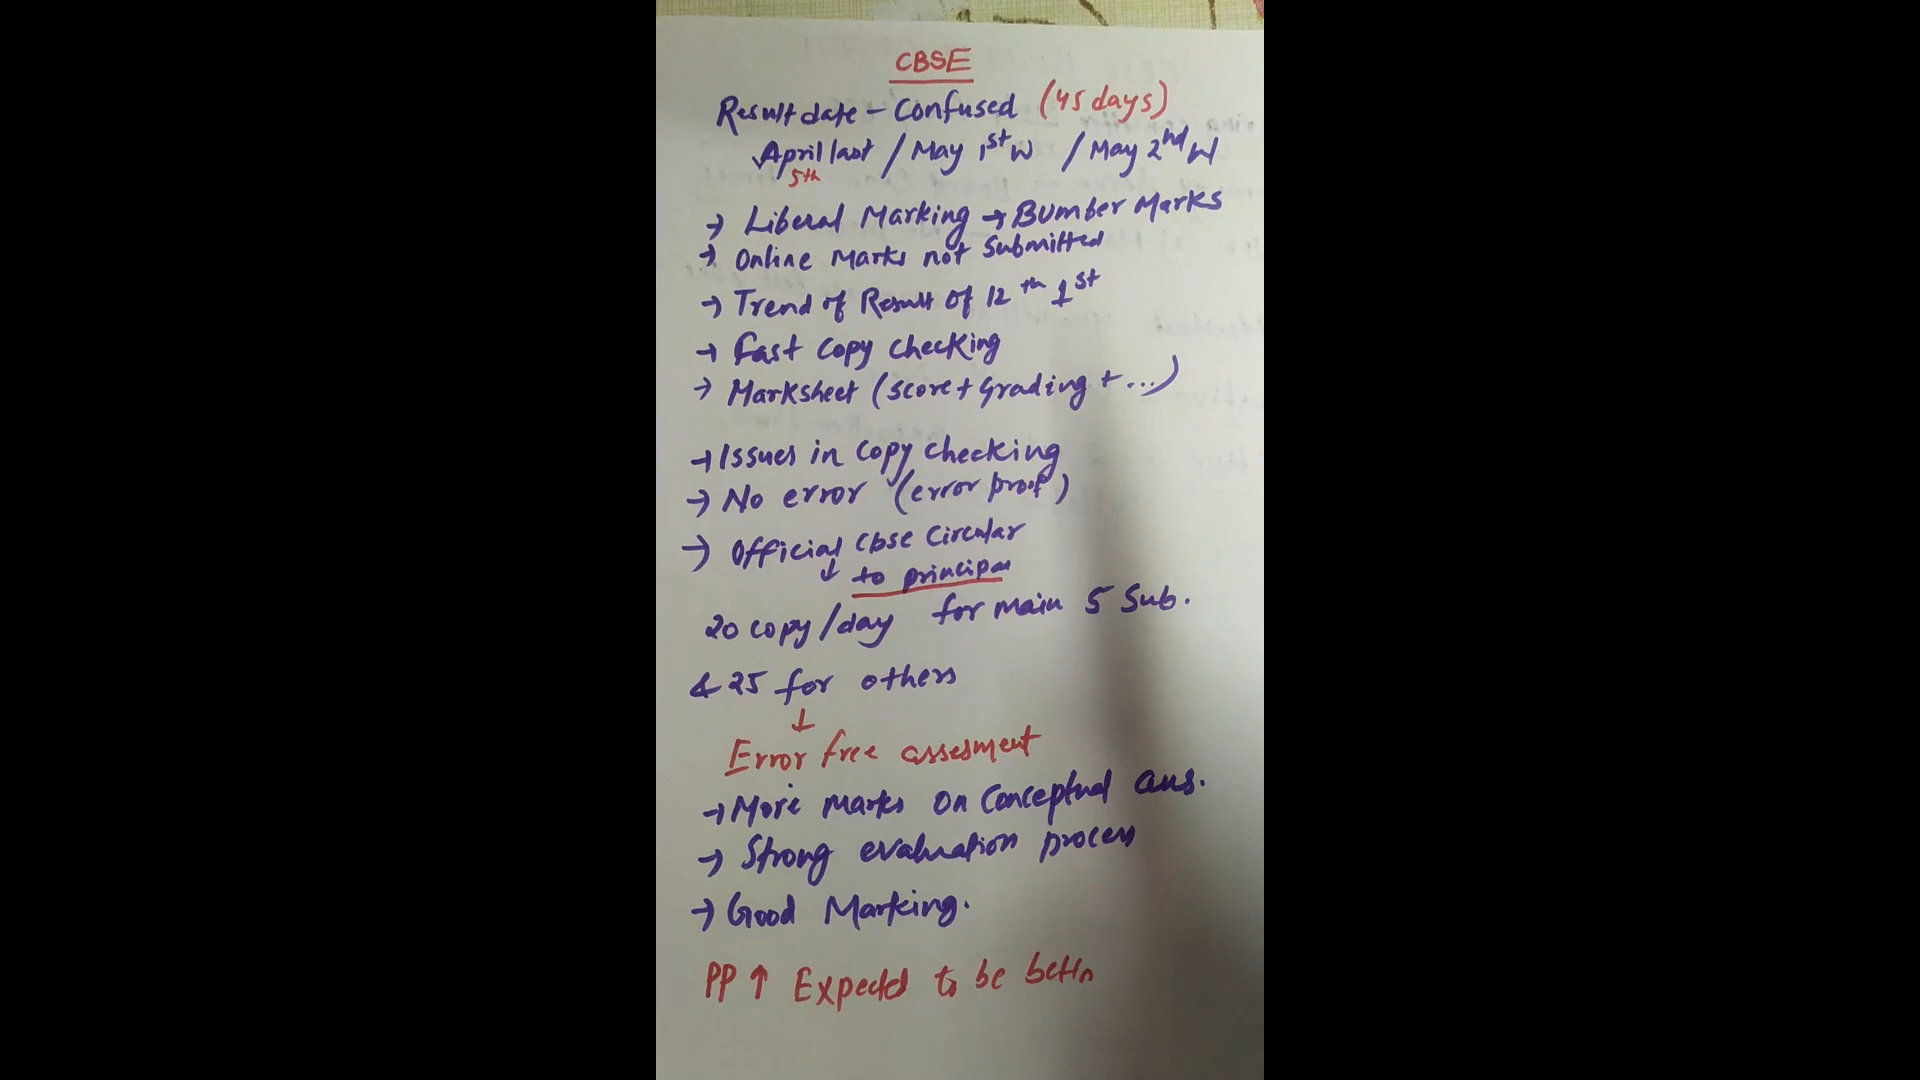 CBSE
Result date - Confused (45 days)
April last / May 1st W / May 2nd W
5th
→ Liberal Marking → Bumber Marks
→ Online Marks not submitted
→ Trend of Result of 12th 1st
→ Fast Copy checking
→ Marksheet (Score + Grading + ...)
→ Issues in Copy checking
→ No error (error proof)
→ Official Cbse Circular
↓ to principal
20 copy/day for main 5 Sub.
& 25 for others
↓
Error free assesment
→ More marks on Conceptual ans.
→ Strong evaluation process
→ Good Marking.
PP ↑ Expected to be better